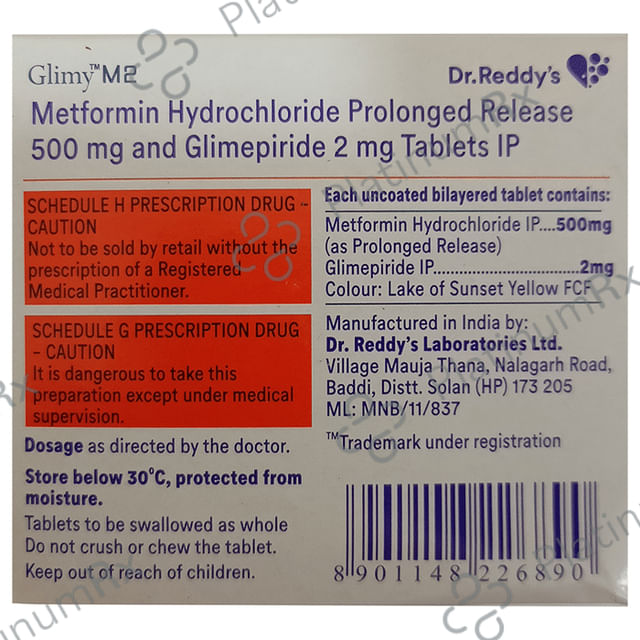 Glimy™M2
Dr.Reddy's
Metformin Hydrochloride Prolonged Release
500 mg and Glimepiride 2 mg Tablets IP
SCHEDULE H PRESCRIPTION DRUG -
CAUTION
Not to be sold by retail without the
prescription of a Registered
Medical Practitioner.
SCHEDULE G PRESCRIPTION DRUG
- CAUTION
It is dangerous to take this
preparation except under medical
supervision.
Dosage as directed by the doctor.
Store below 30°C, protected from
moisture.
Tablets to be swallowed as whole
Do not crush or chew the tablet.
Keep out of reach of children.
Each uncoated bilayered tablet contains:
Metformin Hydrochloride IP....500mg
(as Prolonged Release)
Glimepiride IP..............................2mg
Colour: Lake of Sunset Yellow FCF
Manufactured in India by:
Dr. Reddy's Laboratories Ltd.
Village Mauja Thana, Nalagarh Road,
Baddi, Distt. Solan (HP) 173 205
ML: MNB/11/837
™Trademark under registration
8 901148 226890
PlatinumRx
PlatinumRx
PlatinumRx
PlatinumRx